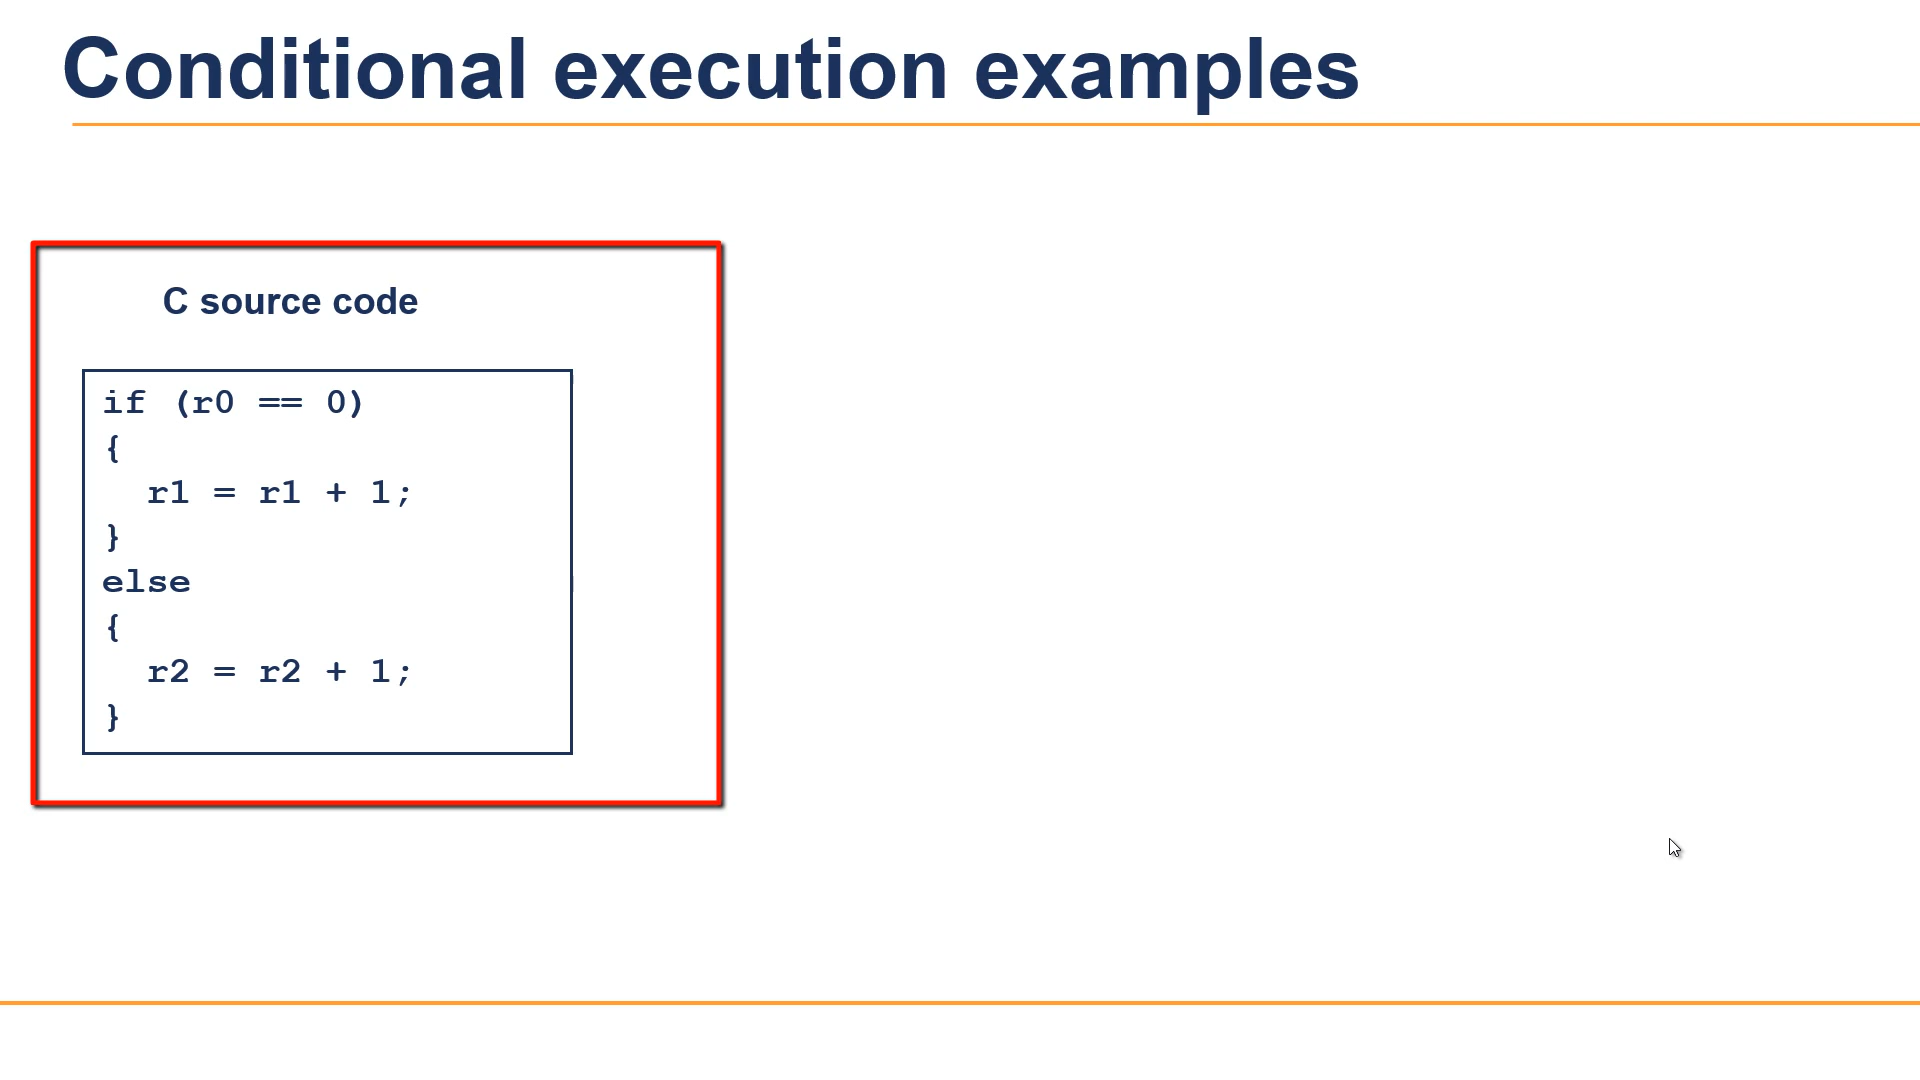 Conditional execution examples
C source code
if (r0 == 0)
{
  r1 = r1 + 1;
}
else
{
  r2 = r2 + 1;
}